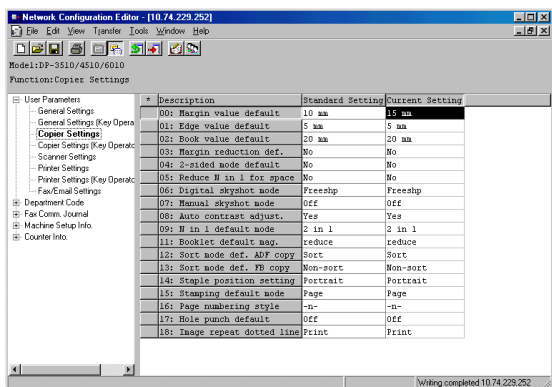 Network Configuration Editor - [10.74.229.252]
File Edit View Transfer Tools Window Help
Model:DP-3510/4510/6010
Function:Copier Settings
User Parameters
General Settings
General Settings (Key Opera
Copier Settings
Copier Settings (Key Operato
Scanner Settings
Printer Settings
Printer Settings (Key Operato
Fax/Email Settings
Department Code
Fax Comm. Journal
Machine Setup Info.
Counter Info.
* Description Standard Setting Current Setting
00: Margin value default 10 mm 15 mm
01: Edge value default 5 mm 5 mm
02: Book value default 20 mm 20 mm
03: Margin reduction def. No No
04: 2-sided mode default No No
05: Reduce N in 1 for space No No
06: Digital skyshot mode Freeshp Freeshp
07: Manual skyshot mode Off Off
08: Auto contrast adjust. Yes Yes
09: N in 1 default mode 2 in 1 2 in 1
11: Booklet default mag. reduce reduce
12: Sort mode def. ADF copy Sort Sort
13: Sort mode def. FB copy Non-sort Non-sort
14: Staple position setting Portrait Portrait
15: Stamping default mode Page Page
16: Page numbering style -n- -n-
17: Hole punch default Off Off
18: Image repeat dotted line Print Print
Writing completed 10.74.229.252